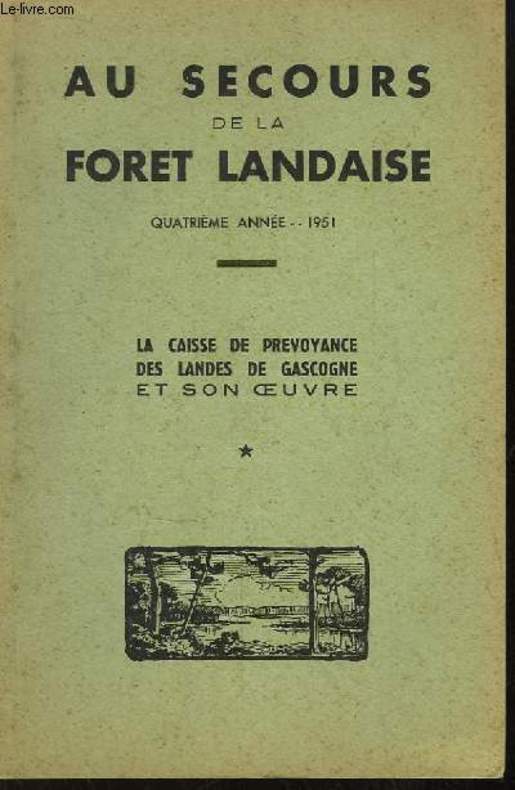 Le-livre.com
AU SECOURS
DE LA
FORET LANDAISE
QUATRIÈME ANNÉE -- 1951
LA CAISSE DE PREVOYANCE
DES LANDES DE GASCOGNE
ET SON ŒUVRE